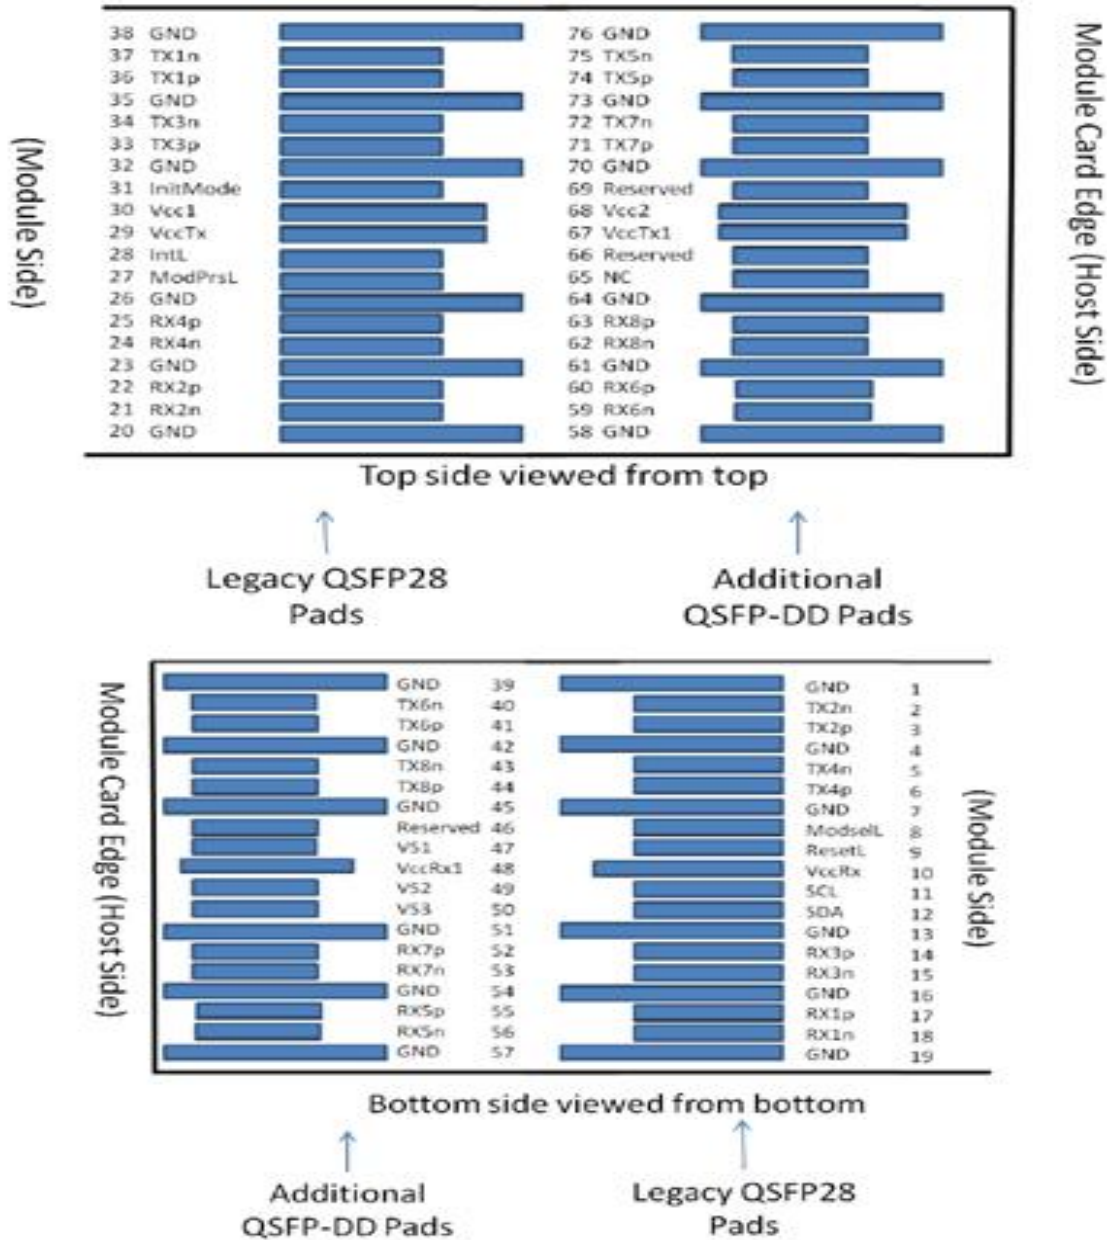 38 GND 76 GND
37 TX1n 75 TX5n
36 TX1p 74 TX5p
35 GND 73 GND
34 TX3n 72 TX7n
33 TX3p 71 TX7p
32 GND 70 GND
31 InitMode 69 Reserved
30 Vcc1 68 Vcc2
29 VccTx 67 VccTx1
28 IntL 66 Reserved
27 ModPrsL 65 NC
26 GND 64 GND
25 RX4p 63 RX8p
24 RX4n 62 RX8n
23 GND 61 GND
22 RX2p 60 RX6p
21 RX2n 59 RX6n
20 GND 58 GND
(Module Side)
Module Card Edge (Host Side)
Top side viewed from top
Legacy QSFP28
Pads
Additional
QSFP-DD Pads
Module Card Edge (Host Side)
GND 39 GND 1
TX6n 40 TX2n 2
TX6p 41 TX2p 3
GND 42 GND 4
TX8n 43 TX4n 5
TX8p 44 TX4p 6
GND 45 GND 7
Reserved 46 ModselL 8
VS1 47 ResetL 9
VccRx1 48 VccRx 10
VS2 49 SCL 11
VS3 50 SDA 12
GND 51 GND 13
RX7p 52 RX3p 14
RX7n 53 RX3n 15
GND 54 GND 16
RX5p 55 RX1p 17
RX5n 56 RX1n 18
GND 57 GND 19
(Module Side)
Bottom side viewed from bottom
Additional
QSFP-DD Pads
Legacy QSFP28
Pads